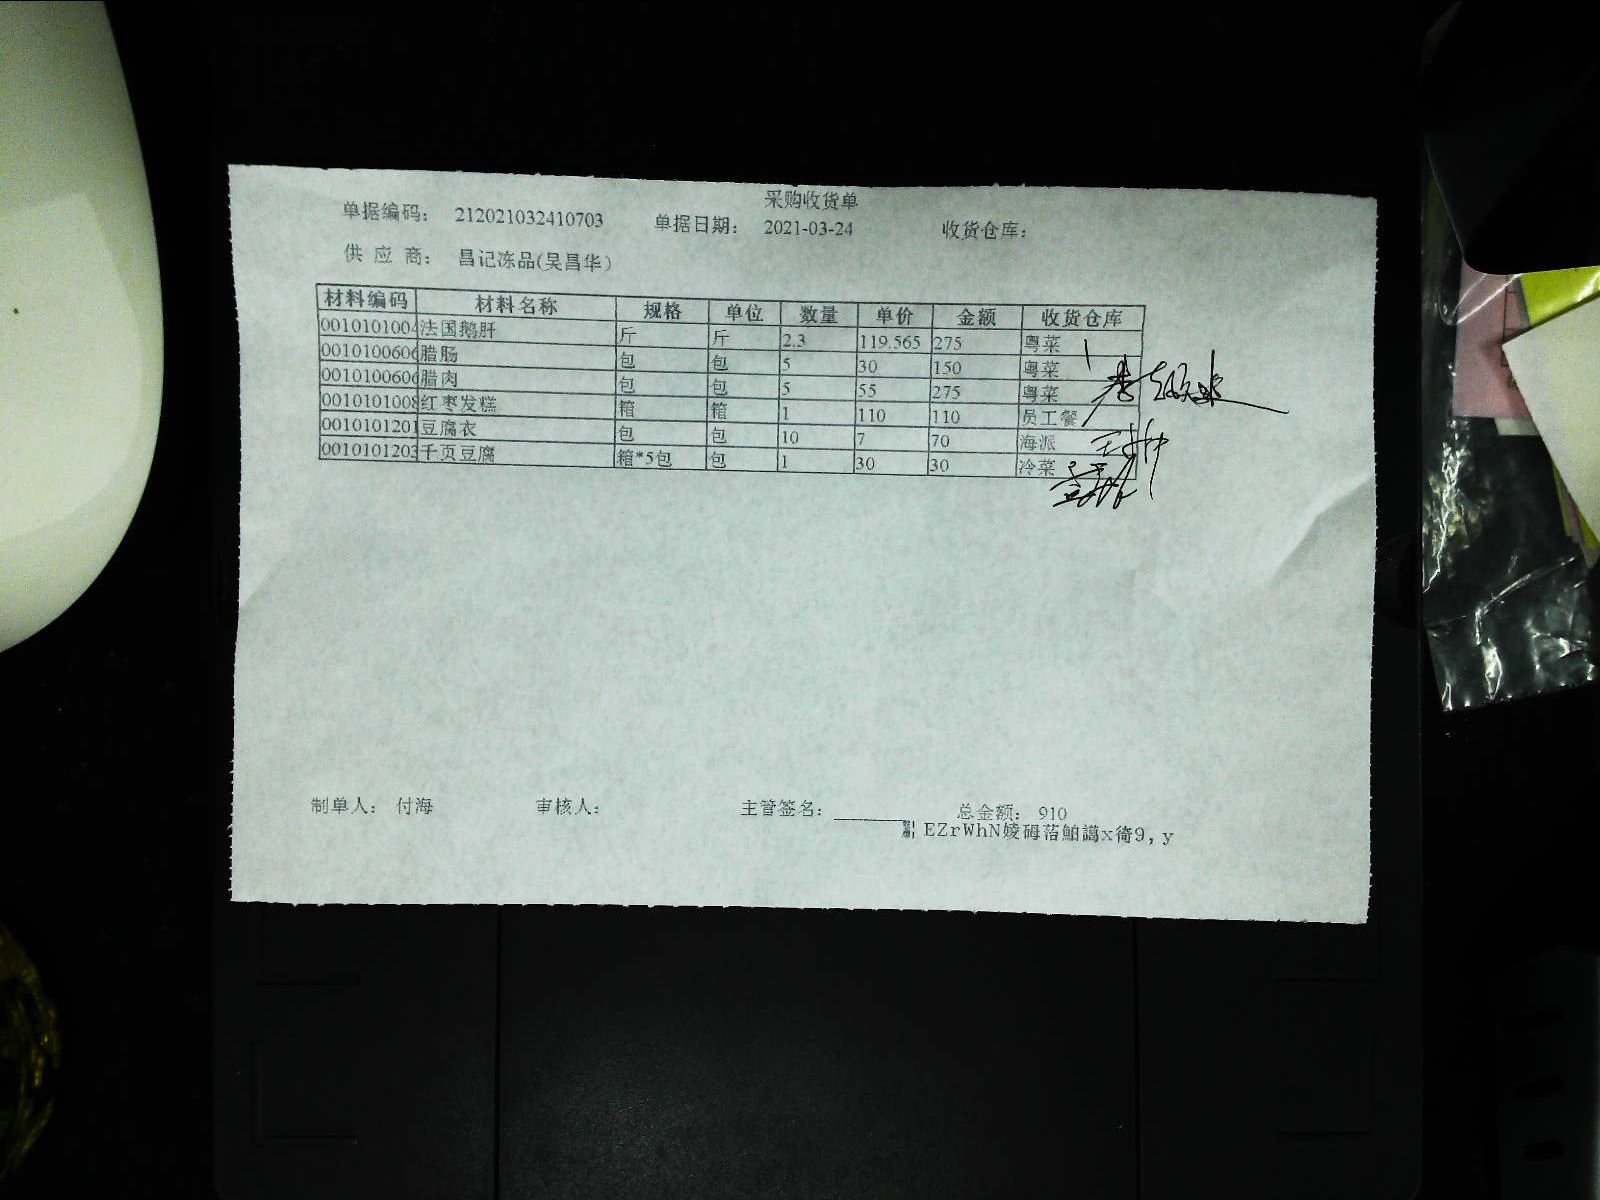 采购收货单
单据编码： 212021032410703 单据日期： 2021-03-24 收货仓库：
供 应 商： 昌记冻品(吴昌华）
材料编码 材料名称 规格 单位 数量 单价 金额 收货仓库
0010101004 法国鹅肝 斤 斤 2.3 119.565 275 粤菜
0010100606 腊肠 包 包 5 30 150 粤菜
0010100606 腊肉 包 包 5 55 275 粤菜
0010101008 红枣发糕 箱 箱 1 110 110 员工餐
0010101201 豆腐衣 包 包 10 7 70 海派
0010101203 千页豆腐 箱*5包 包 1 30 30 冷菜
制单人： 付海 审核人： 主管签名： 总金额： 910